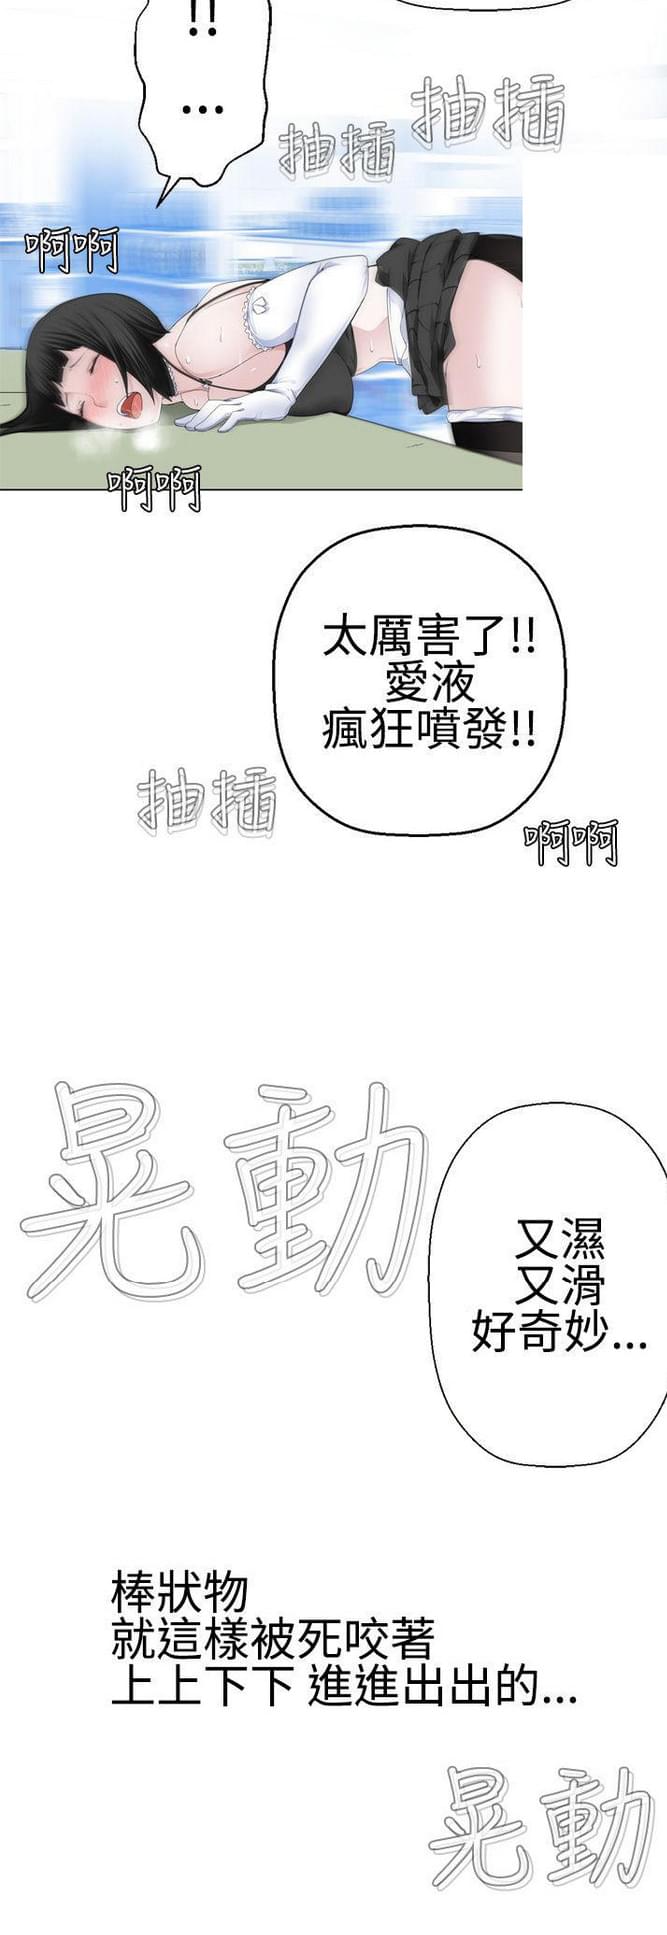 !!
...
抽插
抽插
啊啊
啊啊
太厲害了!!
愛液
瘋狂噴發!!
抽插
啊啊
晃動
又濕
又滑
好奇妙...
棒狀物
就這樣被死咬著
上上下下 進進出出的...
晃動